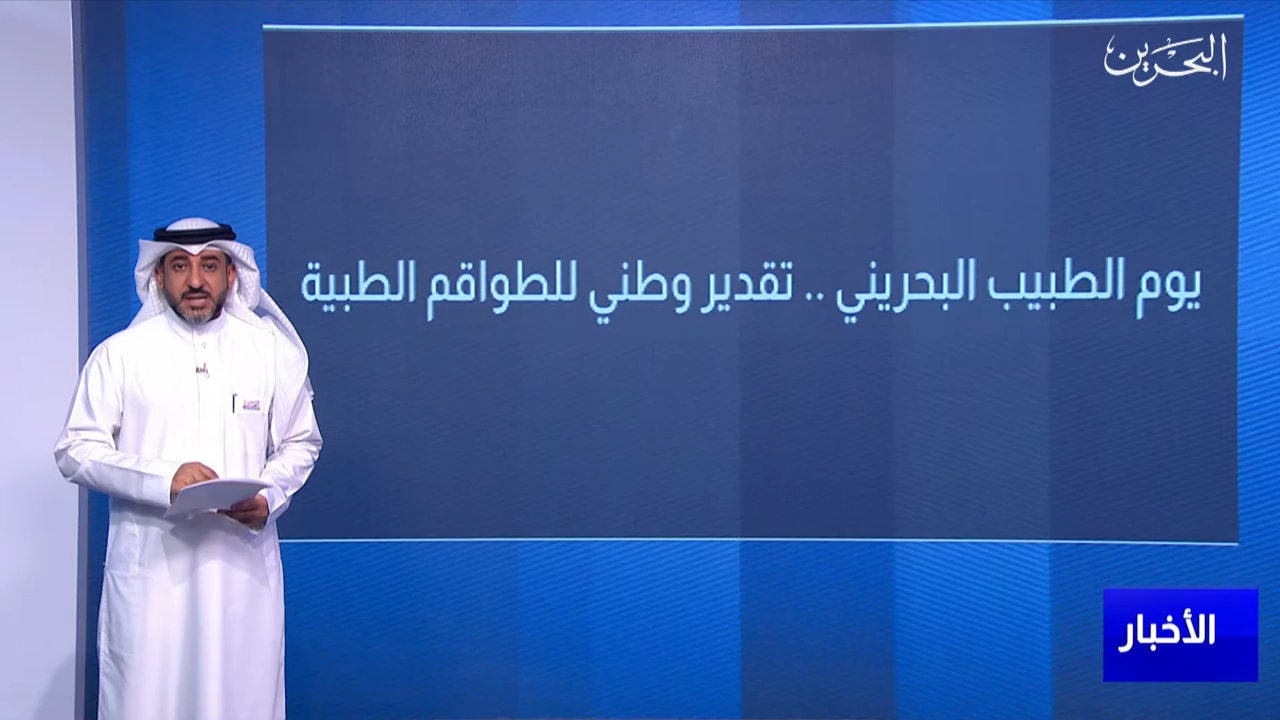 البحرين
يوم الطبيب البحريني .. تقدير وطني للطواقم الطبية
الأخبار